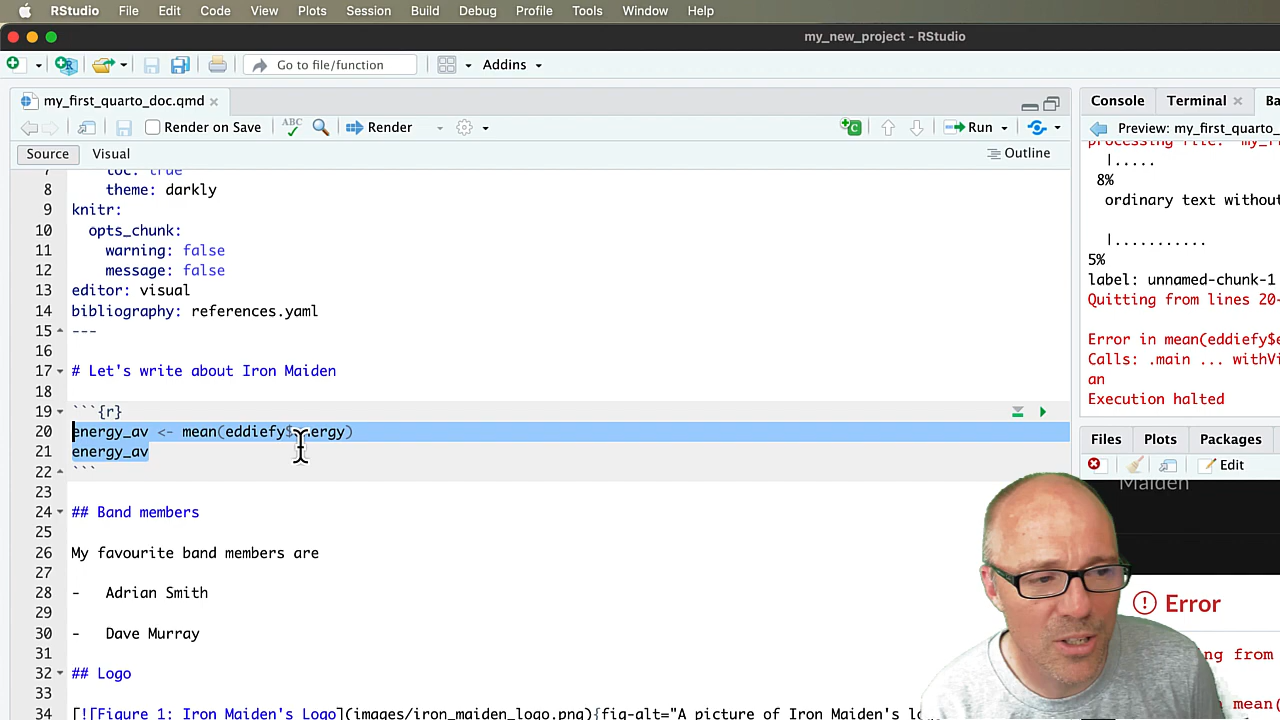 RStudio File Edit Code View Plots Session Build Debug Profile Tools Window Help
my_new_project - RStudio
Go to file/function Addins
my_first_quarto_doc.qmd
Render on Save ABC Render Run
Source Visual Outline
7 toc: true
8 theme: darkly
9 knitr:
10 opts_chunk:
11 warning: false
12 message: false
13 editor: visual
14 bibliography: references.yaml
15 ---
16
17 # Let's write about Iron Maiden
18
19 ```{r}
20 energy_av <- mean(eddiefy$energy)
21 energy_av
22 ```
23
24 ## Band members
25
26 My favourite band members are
27
28 - Adrian Smith
29
30 - Dave Murray
31
32 ## Logo
33
34 [![Figure 1: Iron Maiden's Logo](images/iron_maiden_logo.png){fig-alt="A picture of Iron Maiden's lo
Console Terminal Ba
Preview: my_first_quarto_
processing file: my_fi
|.....
8%
ordinary text withou
|...........
5%
label: unnamed-chunk-1
Quitting from lines 20-
Error in mean(eddiefy$e
Calls: .main ... withVi
an
Execution halted
Files Plots Packages
Edit
Maiden
Error
ng from
mean(